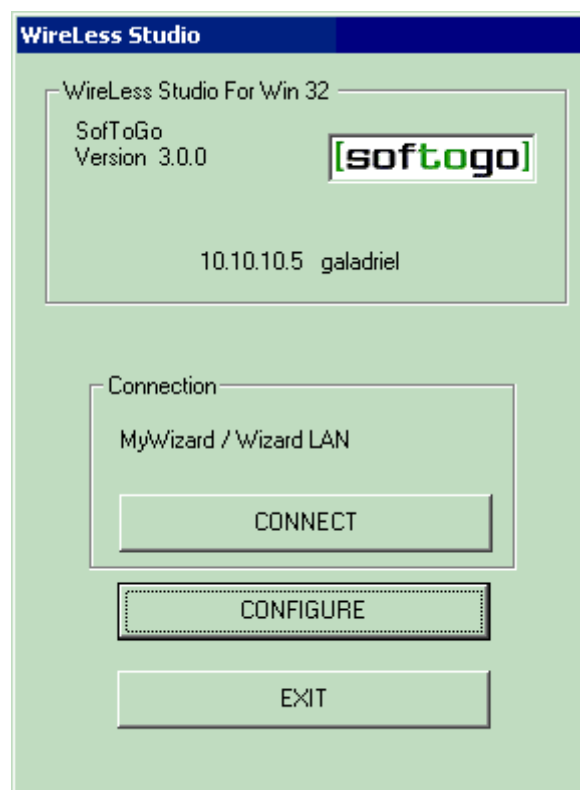 WireLess Studio
WireLess Studio For Win 32
SofToGo
Version 3.0.0
[softogo]
10.10.10.5 galadriel
Connection
MyWizard / Wizard LAN
CONNECT
CONFIGURE
EXIT